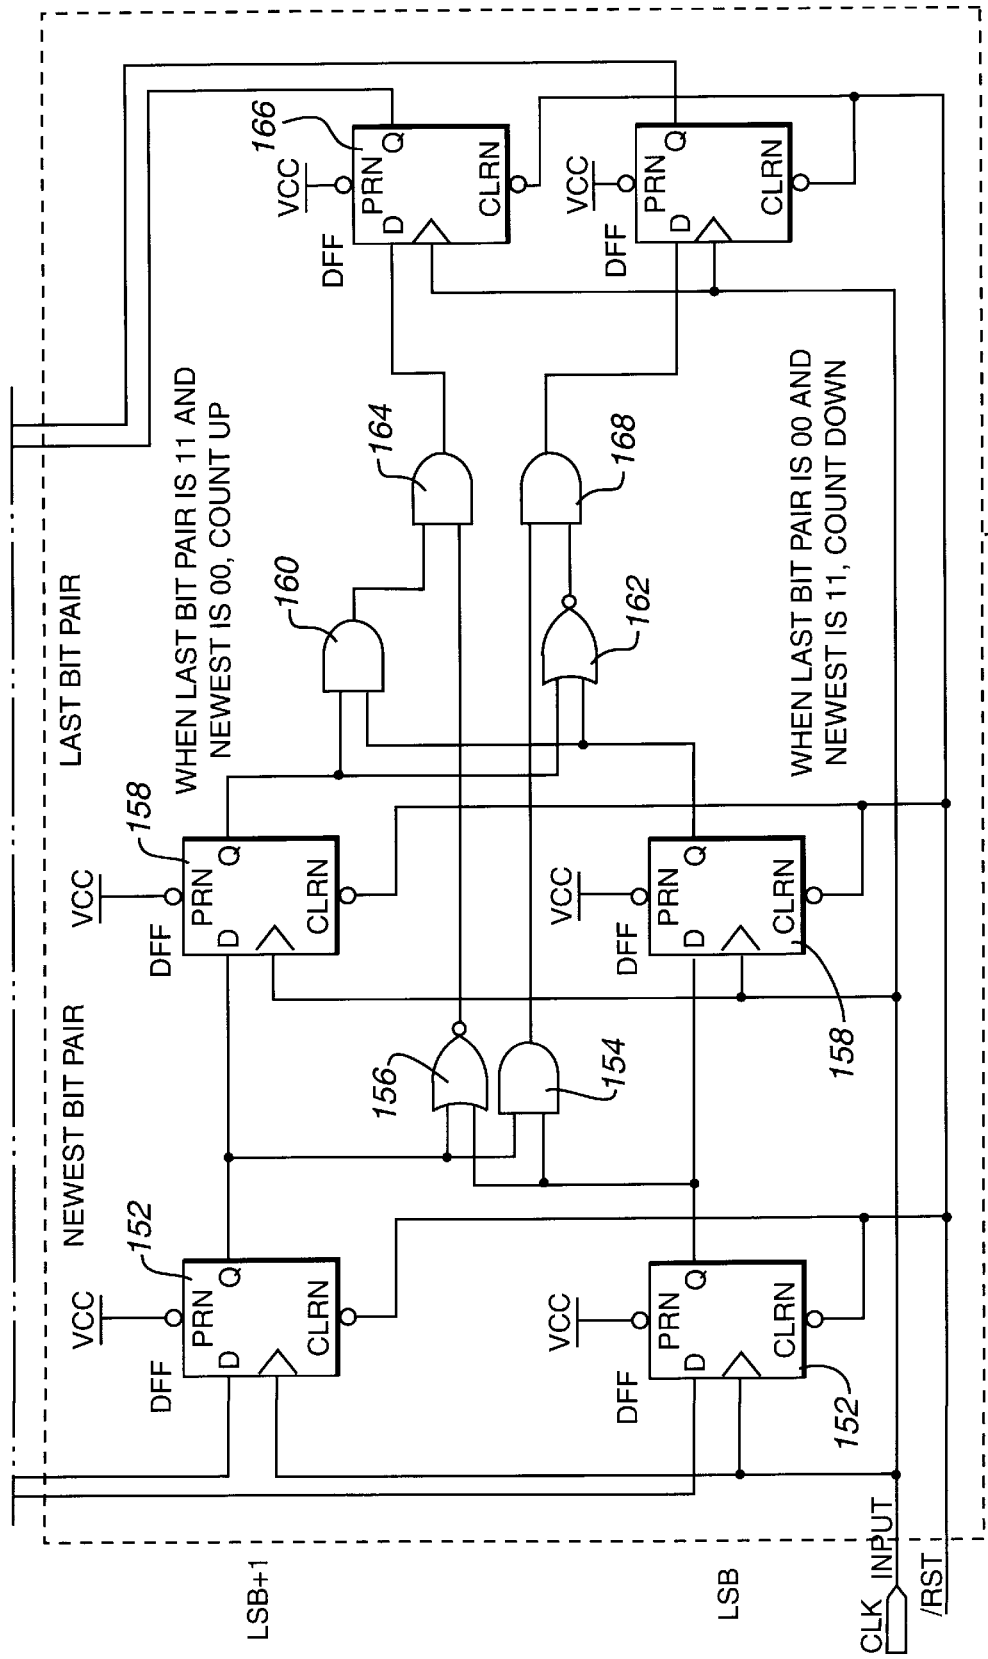 LSB+1
LSB
CLK
INPUT
/RST
NEWEST BIT PAIR
LAST BIT PAIR
VCC
152
DFF
PRN
D
Q
CLRN
VCC
DFF
PRN
D
Q
CLRN
152
156
154
VCC
158
DFF
PRN
D
Q
CLRN
VCC
DFF
PRN
D
Q
CLRN
158
WHEN LAST BIT PAIR IS 11 AND
NEWEST IS 00, COUNT UP
160
162
164
168
WHEN LAST BIT PAIR IS 00 AND
NEWEST IS 11, COUNT DOWN
VCC
166
DFF
PRN
D
Q
CLRN
VCC
DFF
PRN
D
Q
CLRN